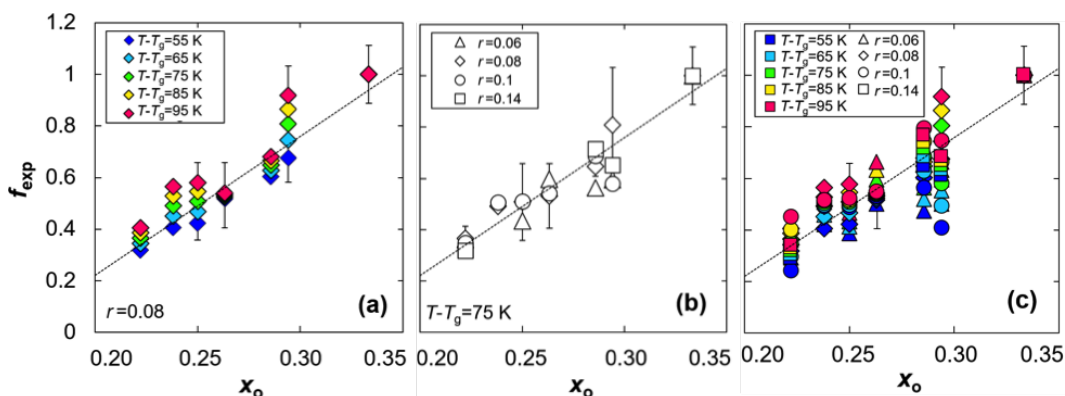 f_exp
1.2
1
0.8
0.6
0.4
0.2
0
T-T_g=55 K
T-T_g=65 K
T-T_g=75 K
T-T_g=85 K
T-T_g=95 K
r=0.08
(a)
0.20
0.25
0.30
0.35
x_o
r=0.06
r=0.08
r=0.1
r=0.14
T-T_g=75 K
(b)
0.20
0.25
0.30
0.35
x_o
T-T_g=55 K
T-T_g=65 K
T-T_g=75 K
T-T_g=85 K
T-T_g=95 K
r=0.06
r=0.08
r=0.1
r=0.14
(c)
0.20
0.25
0.30
0.35
x_o